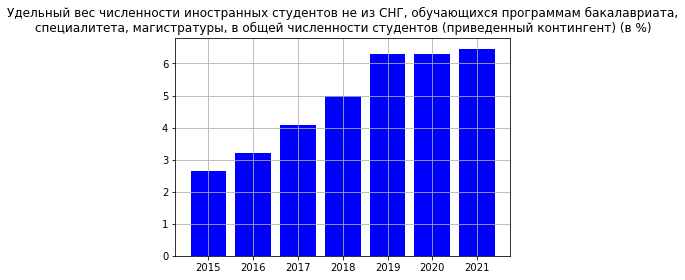 Удельный вес численности иностранных студентов не из СНГ, обучающихся программам бакалавриата,
специалитета, магистратуры, в общей численности студентов (приведенный контингент) (в %)
6
5
4
3
2
1
0
2015 2016 2017 2018 2019 2020 2021